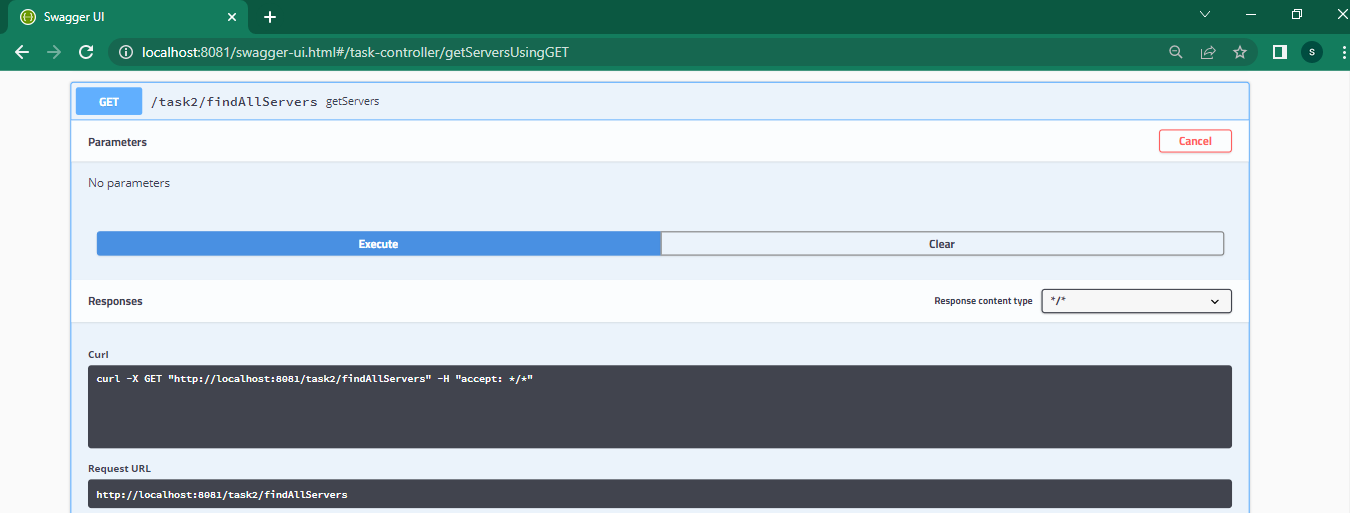 Swagger UI
localhost:8081/swagger-ui.html#/task-controller/getServersUsingGET
s
GET /task2/findAllServers getServers
Parameters Cancel
No parameters
Execute Clear
Responses Response content type */*
Curl
curl -X GET "http://localhost:8081/task2/findAllServers" -H "accept: */*"
Request URL
http://localhost:8081/task2/findAllServers